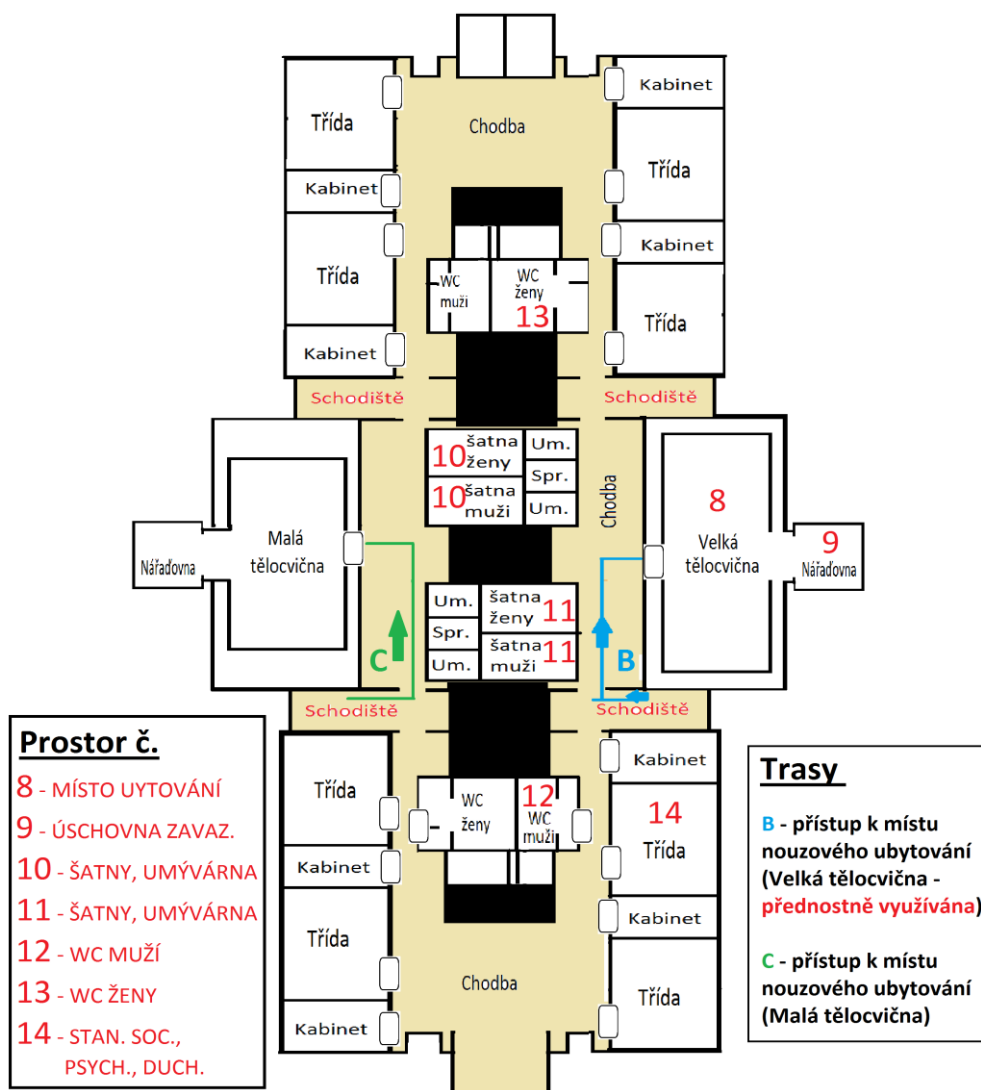 Kabinet
Třída
Chodba
Třída
Kabinet
Kabinet
Třída
WC
muži
WC
ženy
13
Třída
Kabinet
Schodiště
Schodiště
10 šatna
ženy
Um.
10 šatna
muži
Spr.
Um.
Chodba
8
Malá
tělocvična
Nářaďovna
Velká
tělocvična
9
Nářaďovna
Um.
šatna
ženy 11
Spr.
šatna
muži 11
Um.
C
B
Schodiště
Schodiště
Prostor č.
8 - MÍSTO UYTOVÁNÍ
9 - ÚSCHOVNA ZAVAZ.
10 - ŠATNY, UMÝVÁRNA
11 - ŠATNY, UMÝVÁRNA
12 - WC MUŽÍ
13 - WC ŽENY
14 - STAN. SOC.,
PSYCH., DUCH.
Třída
Kabinet
Třída
Kabinet
WC
ženy
12
WC
muži
Chodba
Kabinet
14
Třída
Kabinet
Třída
Trasy
B - přístup k místu
nouzového ubytování
(Velká tělocvična -
přednostně využívána)
C - přístup k místu
nouzového ubytování
(Malá tělocvična)